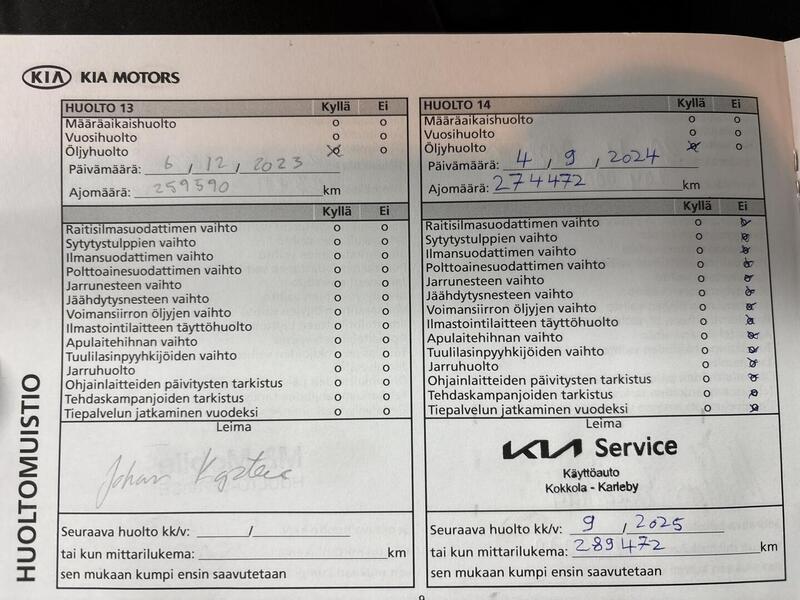 KIA KIA MOTORS
HUOLTOMUISTIO
HUOLTO 13 Kyllä Ei
Määräaikaishuolto o o
Vuosihuolto o o
Öljyhuolto o o
Päivämäärä: 6 / 12 / 2023
Ajomäärä: 259590 km
Kyllä Ei
Raitisilmasuodattimen vaihto o o
Sytytystulppien vaihto o o
Ilmansuodattimen vaihto o o
Polttoainesuodattimen vaihto o o
Jarrunesteen vaihto o o
Jäähdytysnesteen vaihto o o
Voimansiirron öljyjen vaihto o o
Ilmastointilaitteen täyttöhuolto o o
Apulaitehihnan vaihto o o
Tuulilasinpyyhkijöiden vaihto o o
Jarruhuolto o o
Ohjainlaitteiden päivitysten tarkistus o o
Tehdaskampanjoiden tarkistus o o
Tiepalvelun jatkaminen vuodeksi o o
Leima
Johan
Seuraava huolto kk/v: /
tai kun mittarilukema: km
sen mukaan kumpi ensin saavutetaan
HUOLTO 14 Kyllä Ei
Määräaikaishuolto o o
Vuosihuolto o o
Öljyhuolto o o
Päivämäärä: 4 / 9 / 2024
Ajomäärä: 274472 km
Kyllä Ei
Raitisilmasuodattimen vaihto o o
Sytytystulppien vaihto o o
Ilmansuodattimen vaihto o o
Polttoainesuodattimen vaihto o o
Jarrunesteen vaihto o o
Jäähdytysnesteen vaihto o o
Voimansiirron öljyjen vaihto o o
Ilmastointilaitteen täyttöhuolto o o
Apulaitehihnan vaihto o o
Tuulilasinpyyhkijöiden vaihto o o
Jarruhuolto o o
Ohjainlaitteiden päivitysten tarkistus o o
Tehdaskampanjoiden tarkistus o o
Tiepalvelun jatkaminen vuodeksi o o
Leima
KIA Service
Käyttöauto
Kokkola - Karleby
Seuraava huolto kk/v: 9 / 2025
tai kun mittarilukema: 289472 km
sen mukaan kumpi ensin saavutetaan